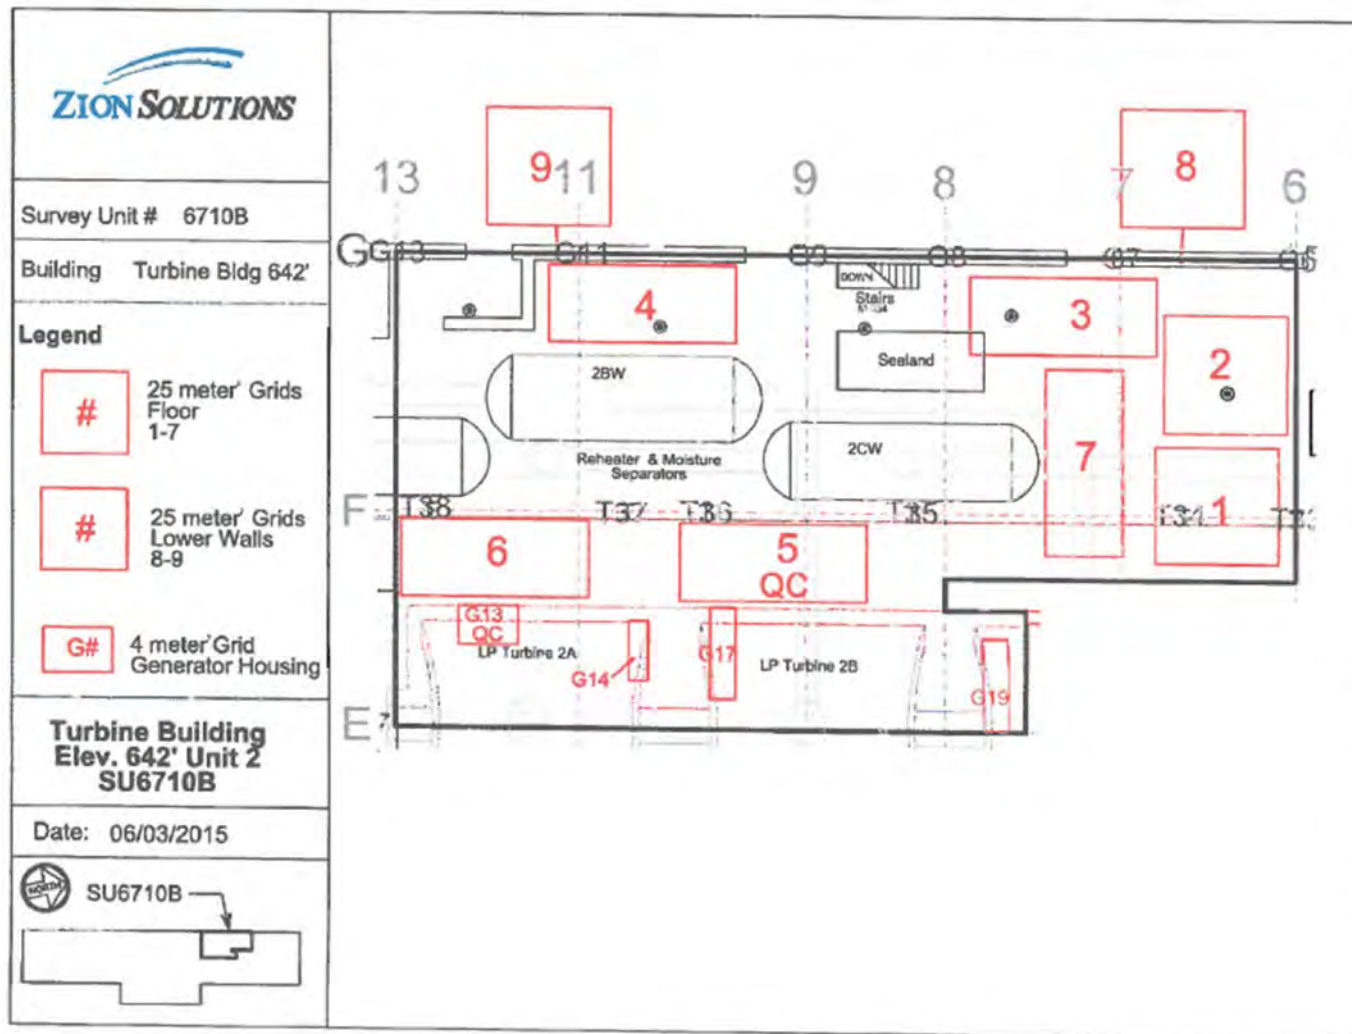 ZION SOLUTIONS
Survey Unit # 6710B
Building Turbine Bldg 642'
Legend
# 25 meter' Grids
Floor
1-7
# 25 meter' Grids
Lower Walls
8-9
G# 4 meter' Grid
Generator Housing
Turbine Building
Elev. 642' Unit 2
SU6710B
Date: 06/03/2015
NORTH
SU6710B
9
8
13 11 9 8 7 6
G G13 G11 G9 G8 G7
DOWN
Stairs
4
3
2
Sealand
2BW
2CW
7
Reheater & Moisture
Separators
F T38 T37 T36 T35 T34 1
6
5
QC
G13
QC
LP Turbine 2A
G14
G17
LP Turbine 2B
G19
E